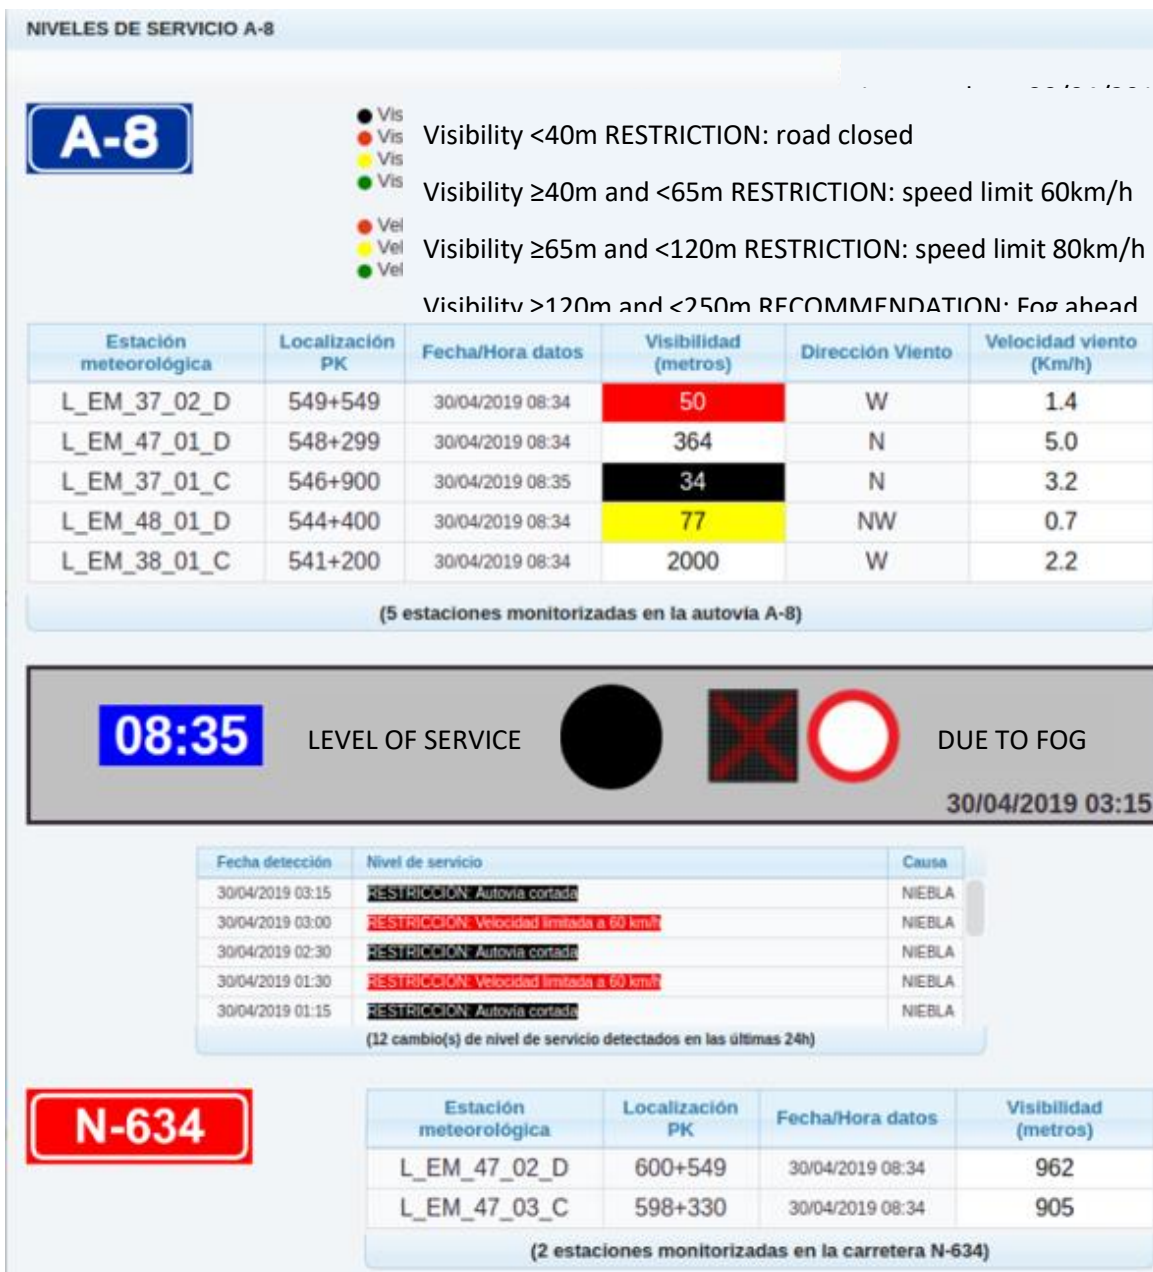 NIVELES DE SERVICIO A-8
A-8
Vis
Vis
Vis
Vis
Vel
Vel
Vel
Visibility <40m RESTRICTION: road closed
Visibility ≥40m and <65m RESTRICTION: speed limit 60km/h
Visibility ≥65m and <120m RESTRICTION: speed limit 80km/h
Visibility ≥120m and <250m RECOMMENDATION: Fog ahead
Estación meteorológica Localización PK Fecha/Hora datos Visibilidad (metros) Dirección Viento Velocidad viento (Km/h)
L_EM_37_02_D 549+549 30/04/2019 08:34 50 W 1.4
L_EM_47_01_D 548+299 30/04/2019 08:34 364 N 5.0
L_EM_37_01_C 546+900 30/04/2019 08:35 34 N 3.2
L_EM_48_01_D 544+400 30/04/2019 08:34 77 NW 0.7
L_EM_38_01_C 541+200 30/04/2019 08:34 2000 W 2.2
(5 estaciones monitorizadas en la autovía A-8)
08:35 LEVEL OF SERVICE DUE TO FOG
30/04/2019 03:15
Fecha detección Nivel de servicio Causa
30/04/2019 03:15 RESTRICCIÓN: Autovía cortada NIEBLA
30/04/2019 03:00 RESTRICCIÓN: Velocidad limitada a 60 km/h NIEBLA
30/04/2019 02:30 RESTRICCIÓN: Autovía cortada NIEBLA
30/04/2019 01:30 RESTRICCIÓN: Velocidad limitada a 60 km/h NIEBLA
30/04/2019 01:15 RESTRICCIÓN: Autovía cortada NIEBLA
(12 cambio(s) de nivel de servicio detectados en las últimas 24h)
N-634
Estación meteorológica Localización PK Fecha/Hora datos Visibilidad (metros)
L_EM_47_02_D 600+549 30/04/2019 08:34 962
L_EM_47_03_C 598+330 30/04/2019 08:34 905
(2 estaciones monitorizadas en la carretera N-634)